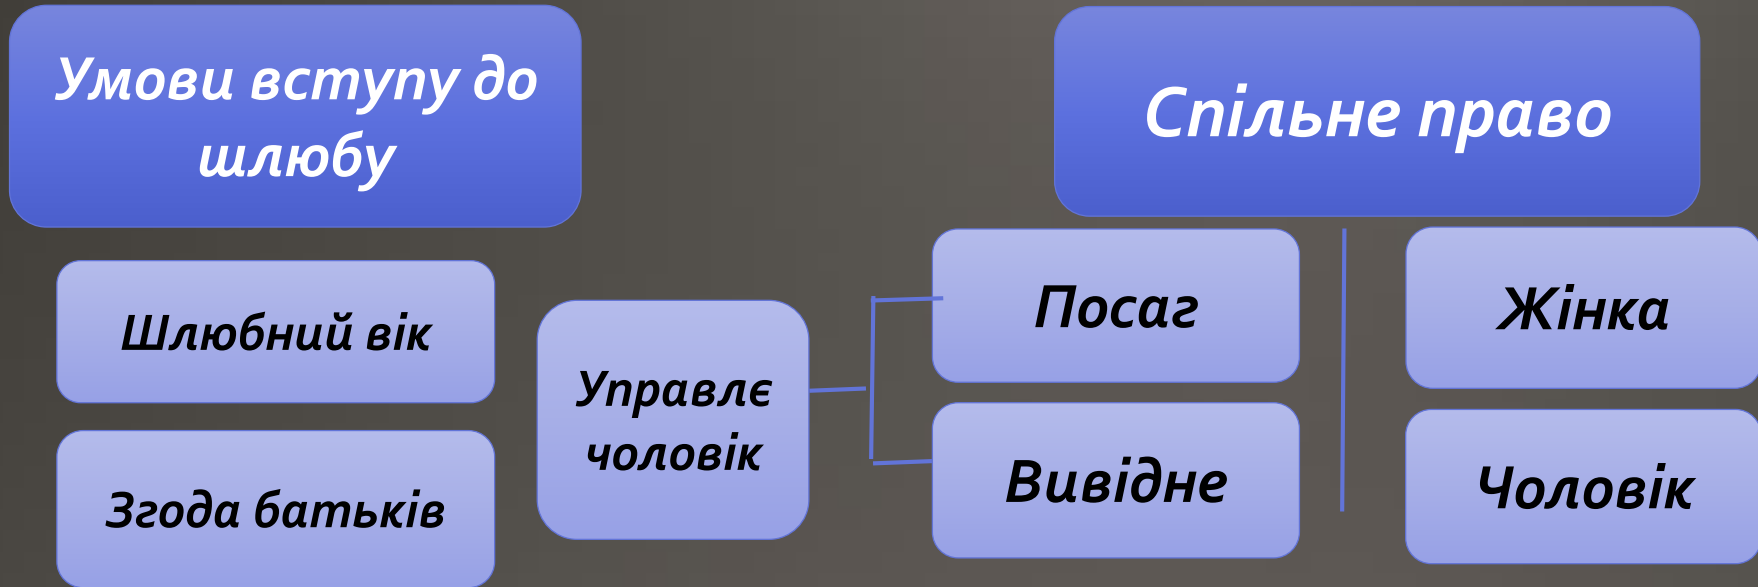 Умови вступу до
шлюбу
Шлюбний вік
Згода батьків
Спільне право
Управлє
чоловік
Посаг
Вивідне
Жінка
Чоловік